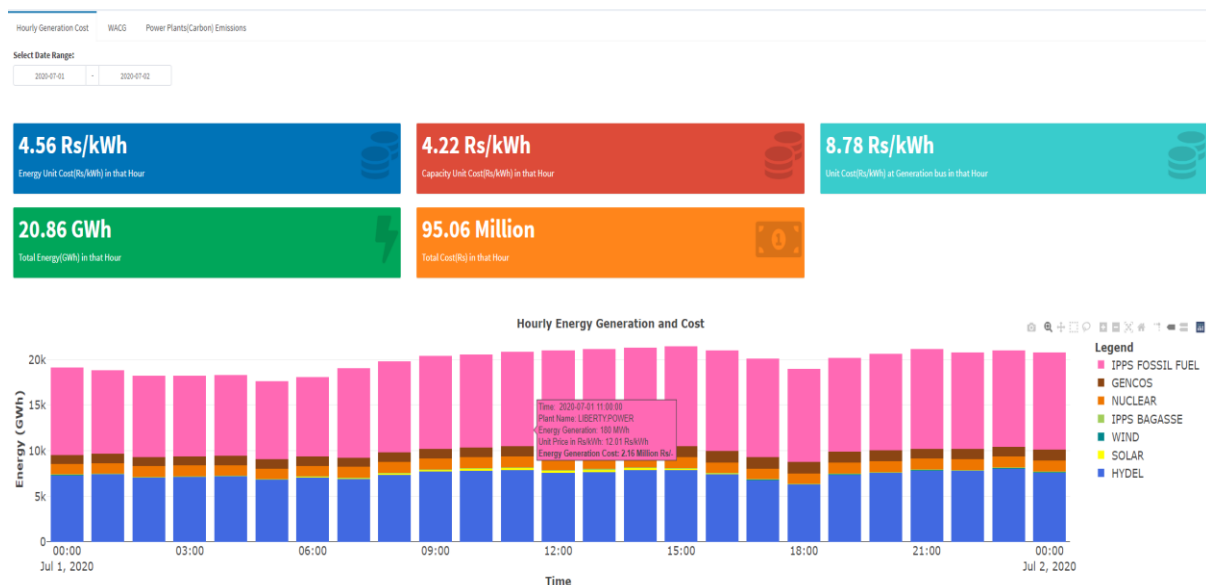 Hourly Generation Cost WACG Power Plants(Carbon) Emissions
Select Date Range:
2020-07-01 - 2020-07-02
4.56 Rs/kWh
Energy Unit Cost(Rs/kWh) in that Hour
4.22 Rs/kWh
Capacity Unit Cost(Rs/kWh) in that Hour
8.78 Rs/kWh
Unit Cost(Rs/kWh) at Generation bus in that Hour
20.86 GWh
Total Energy(GWh) in that Hour
95.06 Million
Total Cost(Rs) in that Hour
1
Hourly Energy Generation and Cost
Legend
IPPS FOSSIL FUEL
GENCOS
NUCLEAR
IPPS BAGASSE
WIND
SOLAR
HYDEL
Energy (GWh)
20k
15k
10k
5k
0
Time: 2020-07-01 11:00:00
Plant Name: LIBERTY POWER
Energy Generation: 180 MWh
Unit Price in Rs/kWh: 12.01 Rs/kWh
Energy Generation Cost: 2.16 Million Rs/-
00:00 03:00 06:00 09:00 12:00 15:00 18:00 21:00 00:00
Jul 1, 2020 Jul 2, 2020
Time